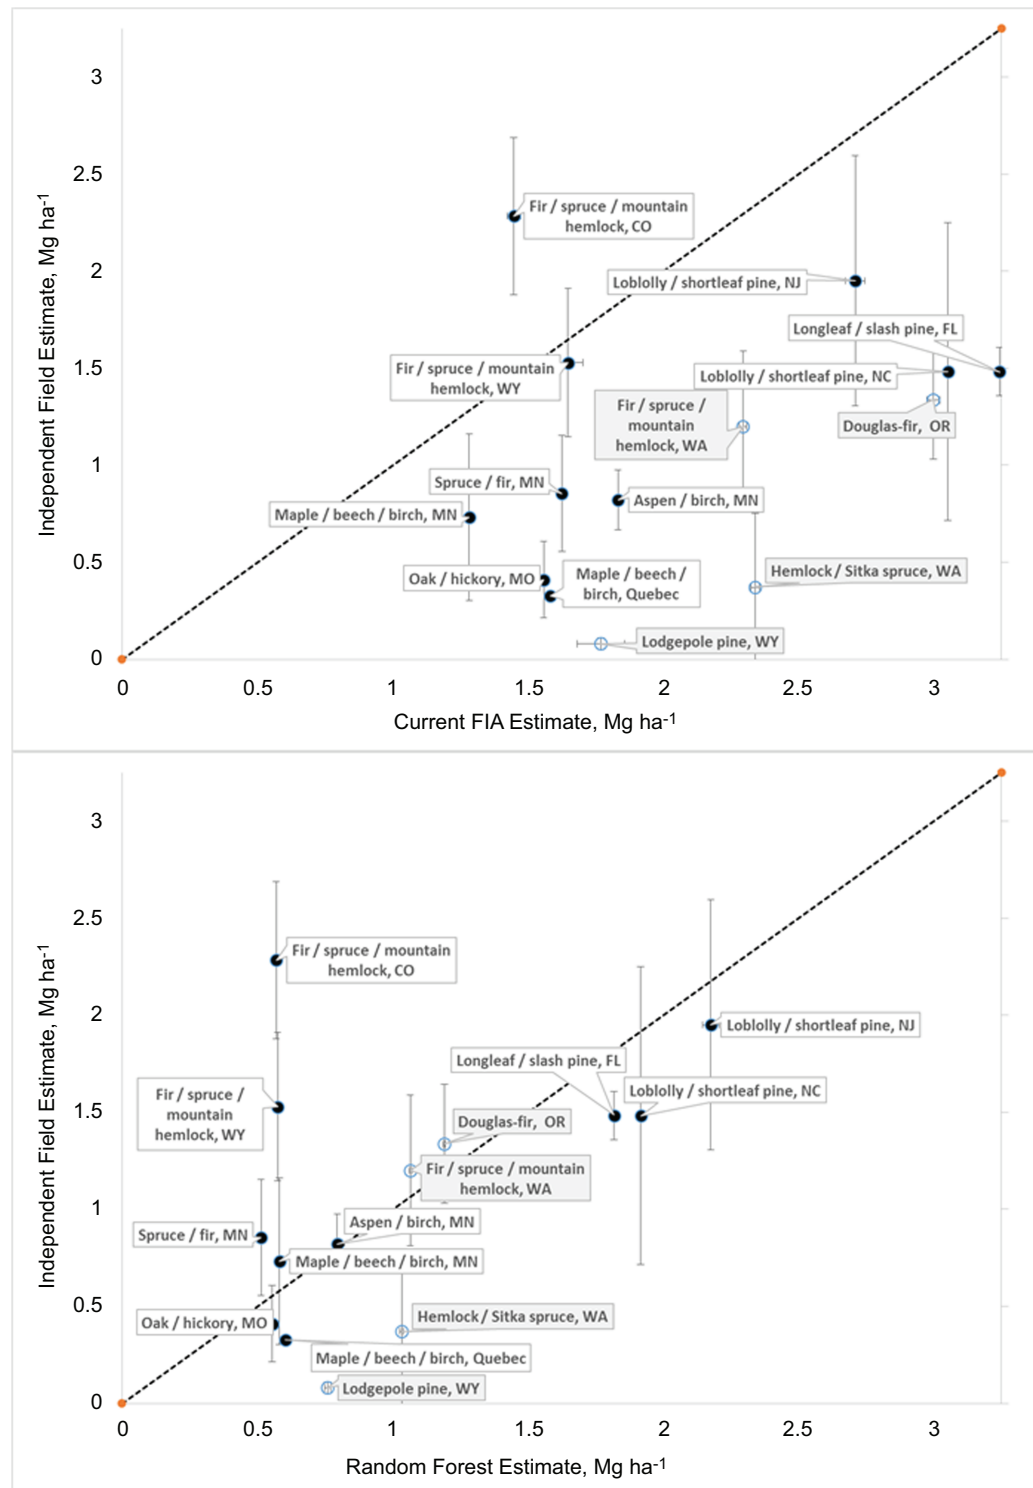 3
2.5
2
1.5
1
0.5
0
Independent Field Estimate, Mg ha-1
Fir / spruce / mountain
hemlock, CO
Loblolly / shortleaf pine, NJ
Longleaf / slash pine, FL
Fir / spruce / mountain
hemlock, WY
Loblolly / shortleaf pine, NC
Fir / spruce /
mountain
hemlock, WA
Douglas-fir, OR
Spruce / fir, MN
Aspen / birch, MN
Maple / beech / birch, MN
Oak / hickory, MO
Maple / beech /
birch, Quebec
Hemlock / Sitka spruce, WA
Lodgepole pine, WY
0 0.5 1 1.5 2 2.5 3
Current FIA Estimate, Mg ha-1
3
2.5
2
1.5
1
0.5
0
Independent Field Estimate, Mg ha-1
Fir / spruce / mountain
hemlock, CO
Loblolly / shortleaf pine, NJ
Longleaf / slash pine, FL
Fir / spruce /
mountain
hemlock, WY
Loblolly / shortleaf pine, NC
Douglas-fir, OR
Fir / spruce / mountain
hemlock, WA
Aspen / birch, MN
Spruce / fir, MN
Maple / beech / birch, MN
Hemlock / Sitka spruce, WA
Oak / hickory, MO
Maple / beech / birch, Quebec
Lodgepole pine, WY
0 0.5 1 1.5 2 2.5 3
Random Forest Estimate, Mg ha-1